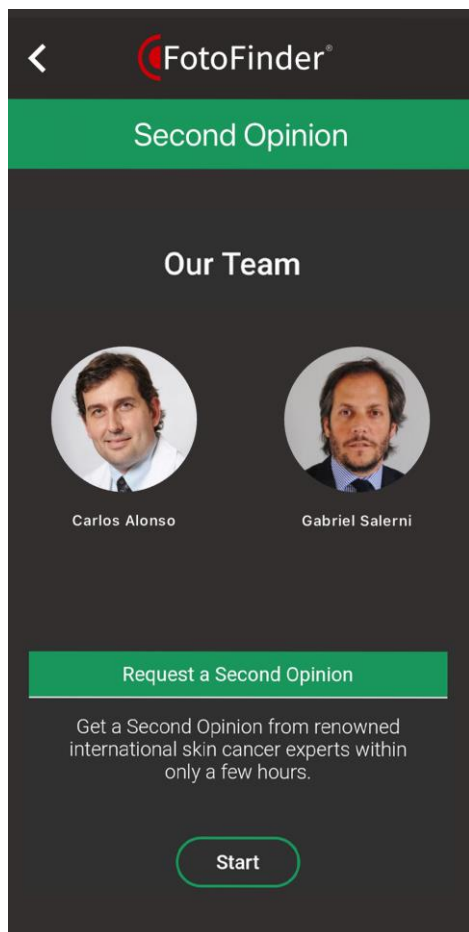 FotoFinder®
Second Opinion
Our Team
Carlos Alonso
Gabriel Salerni
Request a Second Opinion
Get a Second Opinion from renowned
international skin cancer experts within
only a few hours.
Start